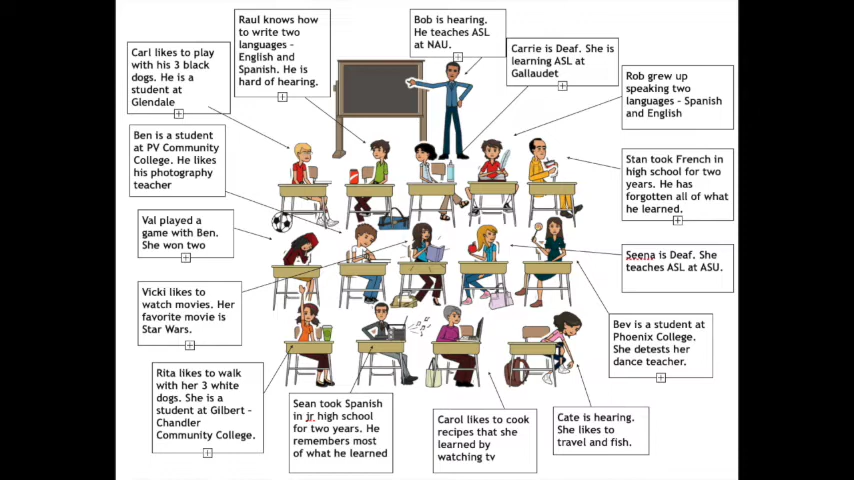 Raul knows how
to write two
languages -
English and
Spanish. He is
hard of hearing.
Bob is hearing.
He teaches ASL
at NAU.
Carrie is Deaf. She is
learning ASL at
Gallaudet
Carl likes to play
with his 3 black
dogs. He is a
student at
Glendale
Rob grew up
speaking two
languages - Spanish
and English
Ben is a student
at PV Community
College. He likes
his photography
teacher
Stan took French in
high school for two
years. He has
forgotten all of what
he learned.
Val played a
game with Ben.
She won two
Seena is Deaf. She
teaches ASL at ASU.
Vicki likes to
watch movies. Her
favorite movie is
Star Wars.
Bev is a student at
Phoenix College.
She detests her
dance teacher.
Rita likes to walk
with her 3 white
dogs. She is a
student at Gilbert -
Chandler
Community College.
Sean took Spanish
in jr high school
for two years. He
remembers most
of what he learned
Carol likes to cook
recipes that she
learned by
watching tv
Cate is hearing.
She likes to
travel and fish.